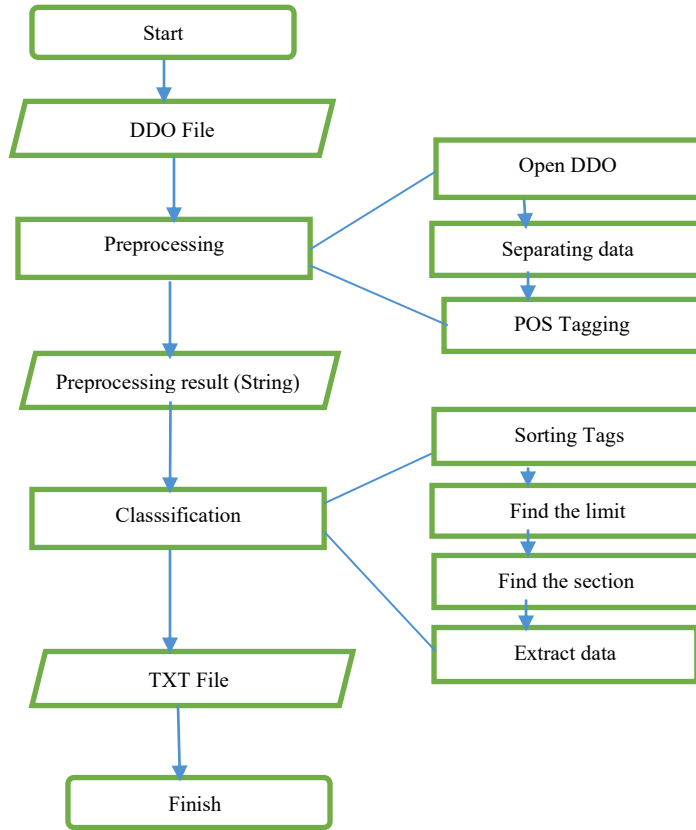 Start
DDO File
Preprocessing
Open DDO
Separating data
POS Tagging
Preprocessing result (String)
Classsification
Sorting Tags
Find the limit
Find the section
Extract data
TXT File
Finish